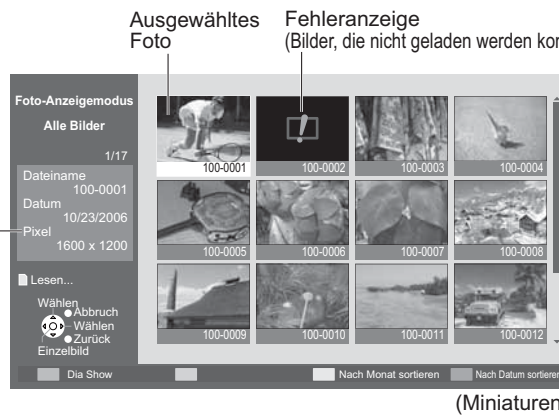 Ausgewähltes
Foto
Fehleranzeige
(Bilder, die nicht geladen werden
Foto-Anzeigemodus
Alle Bilder
1/17
Dateiname
100-0001
Datum
10/23/2006
Pixel
1600 x 1200
Lesen...
Wählen
Abbruch
Wählen
Zurück
Einzelbild
100-0001
100-0002
100-0003
100-0004
100-0005
100-0006
100-0007
100-0008
100-0009
100-0010
100-0011
100-0012
Dia Show
Nach Monat sortieren
Nach Datum sortieren
(Miniaturen